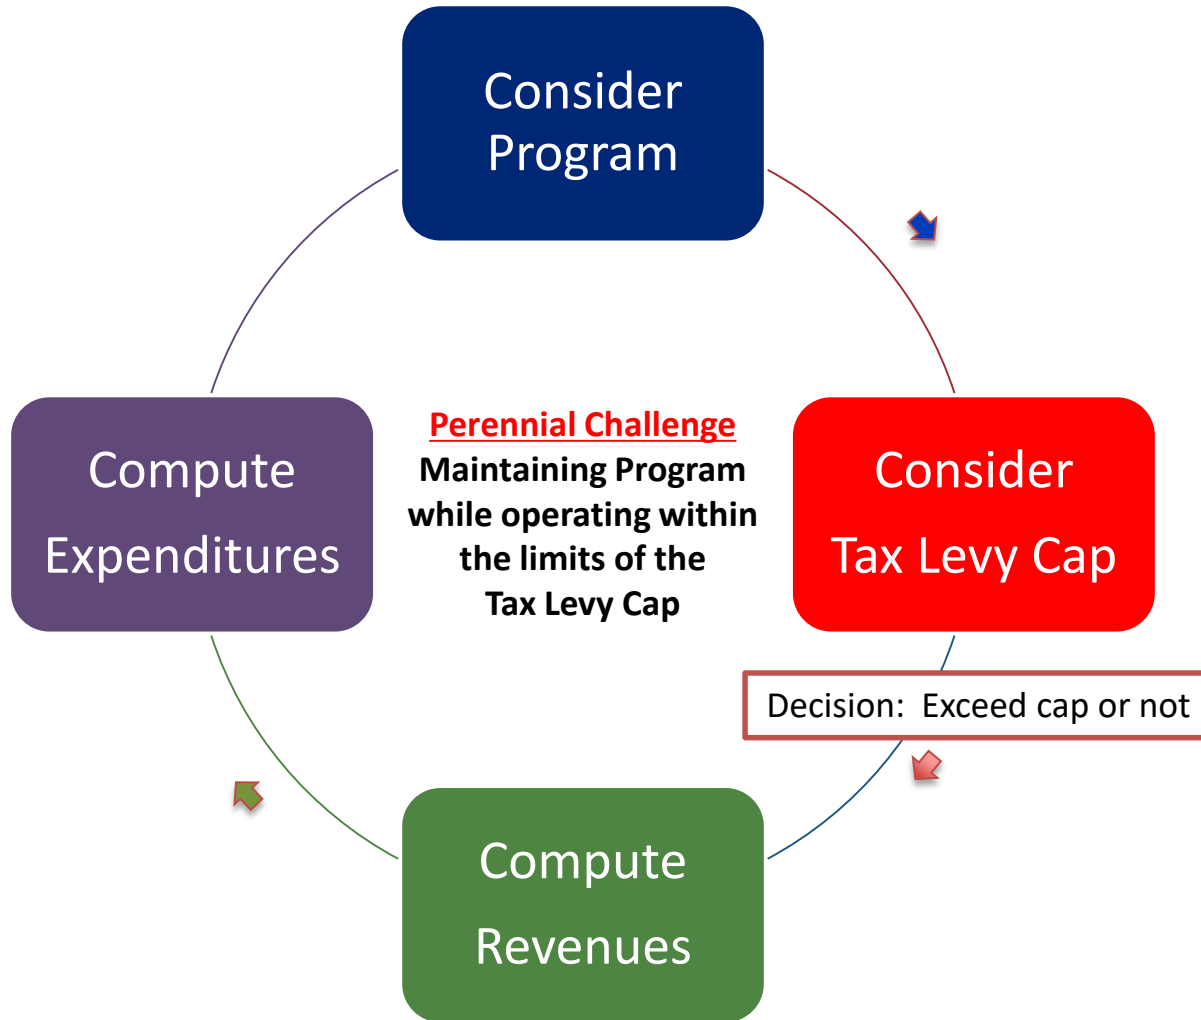 Consider
Program
Perennial Challenge
Maintaining Program
while operating within
the limits of the
Tax Levy Cap
Compute
Expenditures
Consider
Tax Levy Cap
Decision:  Exceed cap or not
Compute
Revenues